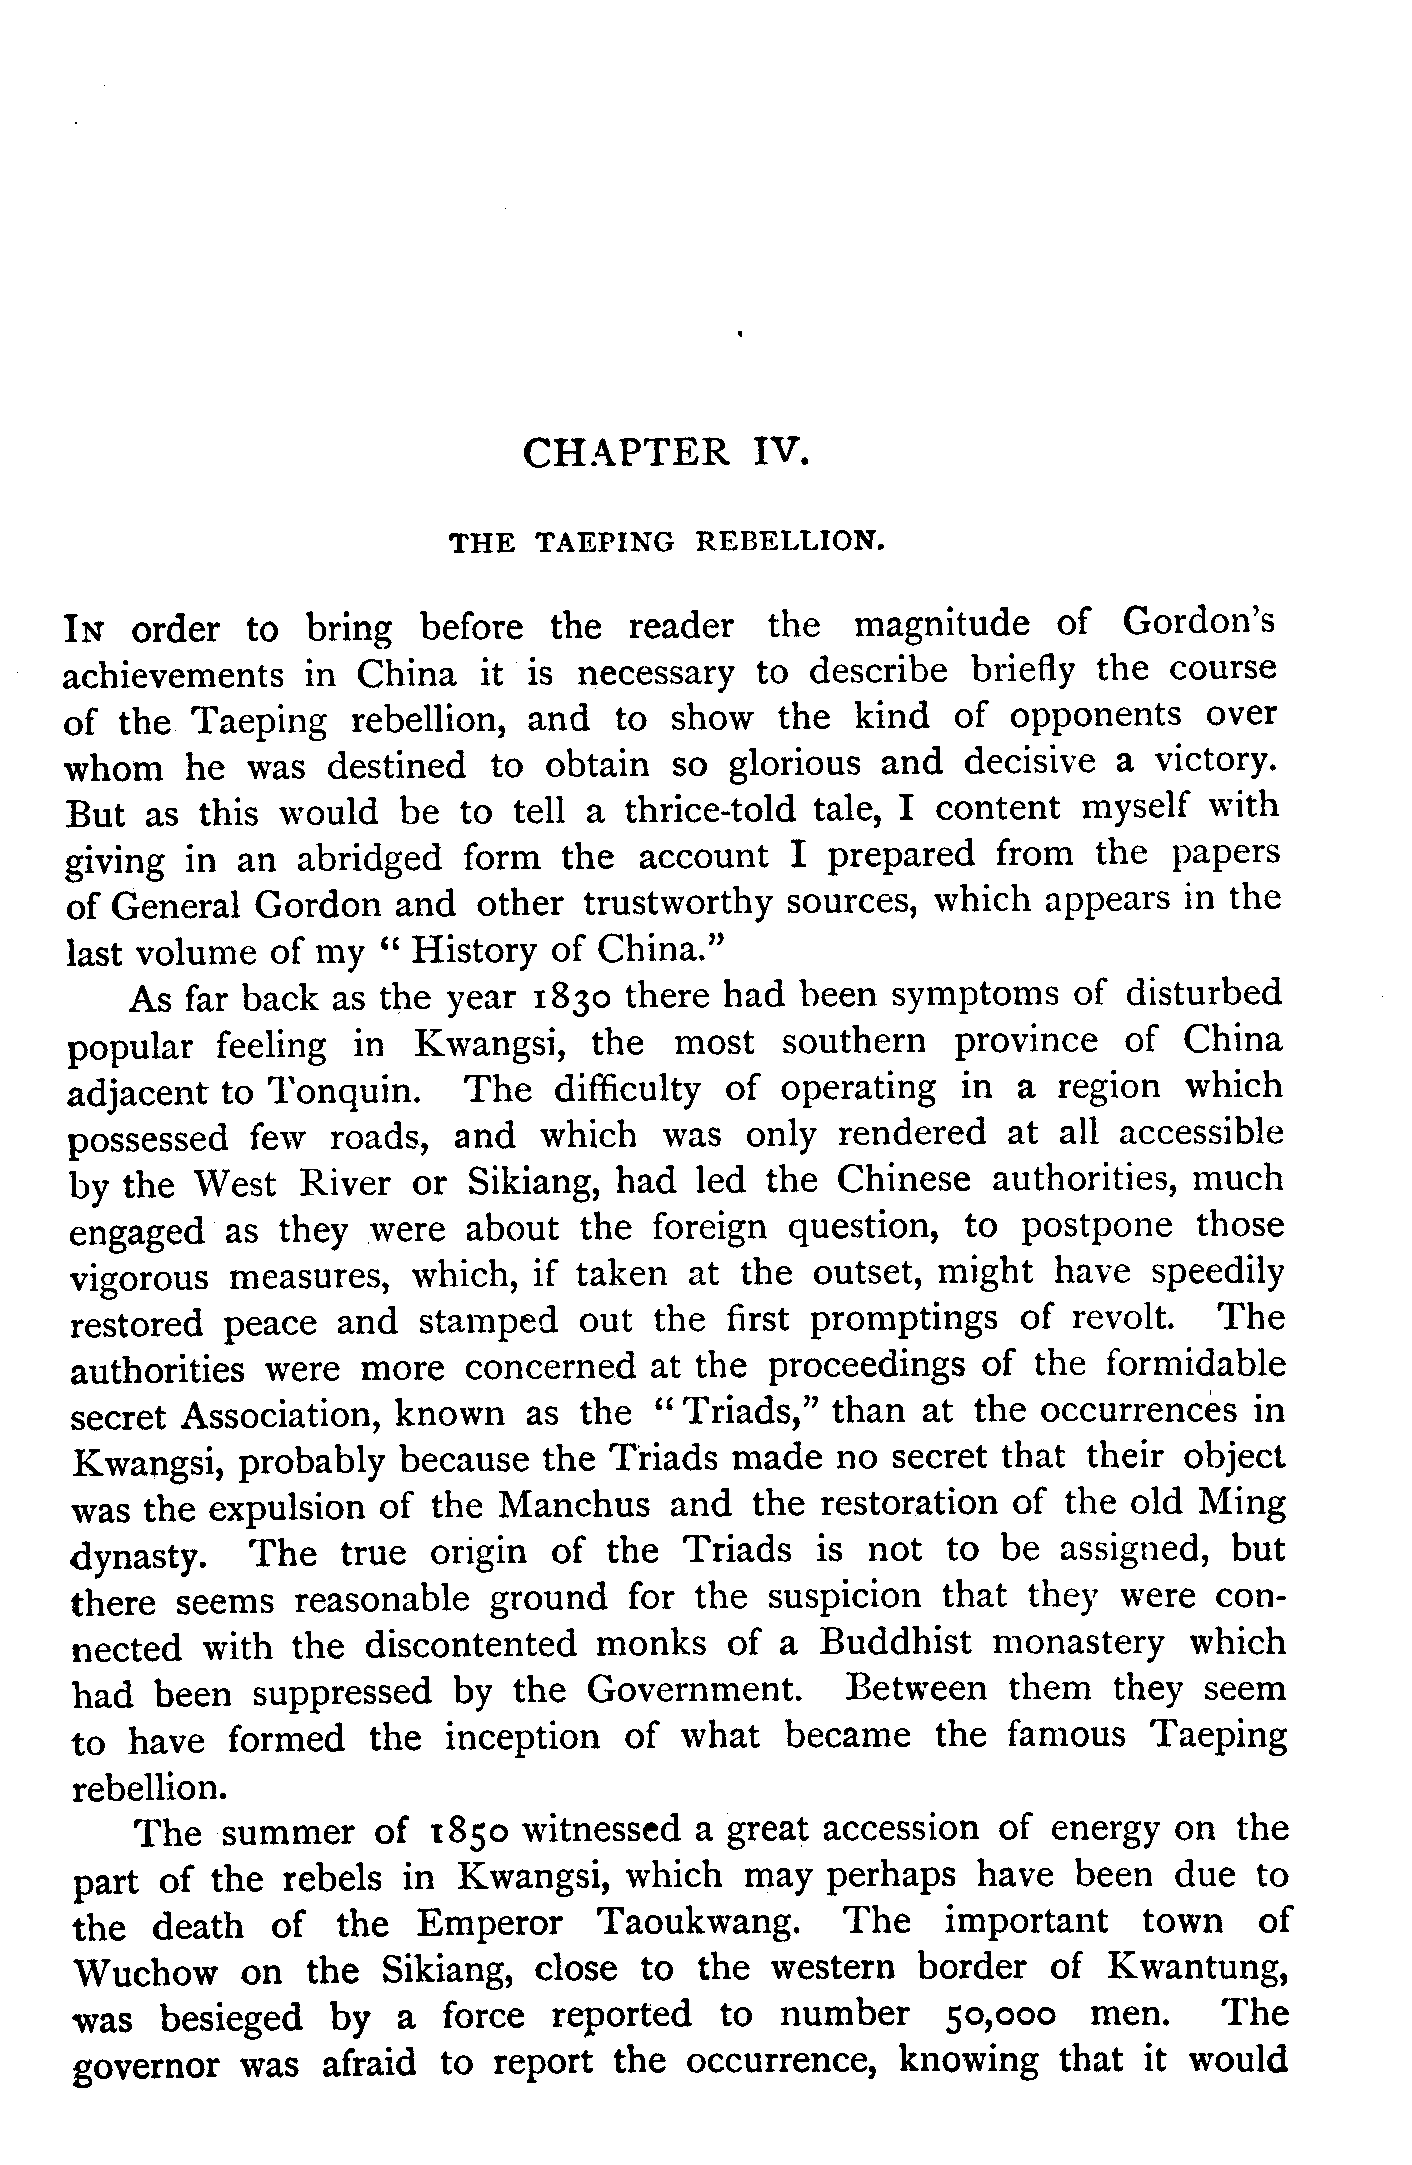 CHAPTER IV.
THE TAEPING REBELLION.
IN order to bring before the reader the magnitude of Gordon's
achievements in China it is necessary to describe briefly the course
of the Taeping rebellion, and to show the kind of opponents over
whom he was destined to obtain so glorious and decisive a victory.
But as this would be to tell a thrice-told tale, I content myself with
giving in an abridged form the account I prepared from the papers
of General Gordon and other trustworthy sources, which appears in the
last volume of my “ History of China.”
As far back as the year 1830 there had been symptoms of disturbed
popular feeling in Kwangsi, the most southern province of China
adjacent to Tonquin. The difficulty of operating in a region which
possessed few roads, and which was only rendered at all accessible
by the West River or Sikiang, had led the Chinese authorities, much
engaged as they were about the foreign question, to postpone those
vigorous measures, which, if taken at the outset, might have speedily
restored peace and stamped out the first promptings of revolt. The
authorities were more concerned at the proceedings of the formidable
secret Association, known as the “ Triads,” than at the occurrences in
Kwangsi, probably because the Triads made no secret that their object
was the expulsion of the Manchus and the restoration of the old Ming
dynasty. The true origin of the Triads is not to be assigned, but
there seems reasonable ground for the suspicion that they were con-
nected with the discontented monks of a Buddhist monastery which
had been suppressed by the Government. Between them they seem
to have formed the inception of what became the famous Taeping
rebellion.
The summer of 1850 witnessed a great accession of energy on the
part of the rebels in Kwangsi, which may perhaps have been due to
the death of the Emperor Taoukwang. The important town of
Wuchow on the Sikiang, close to the western border of Kwantung,
was besieged by a force reported to number 50,000 men. The
governor was afraid to report the occurrence, knowing that it would